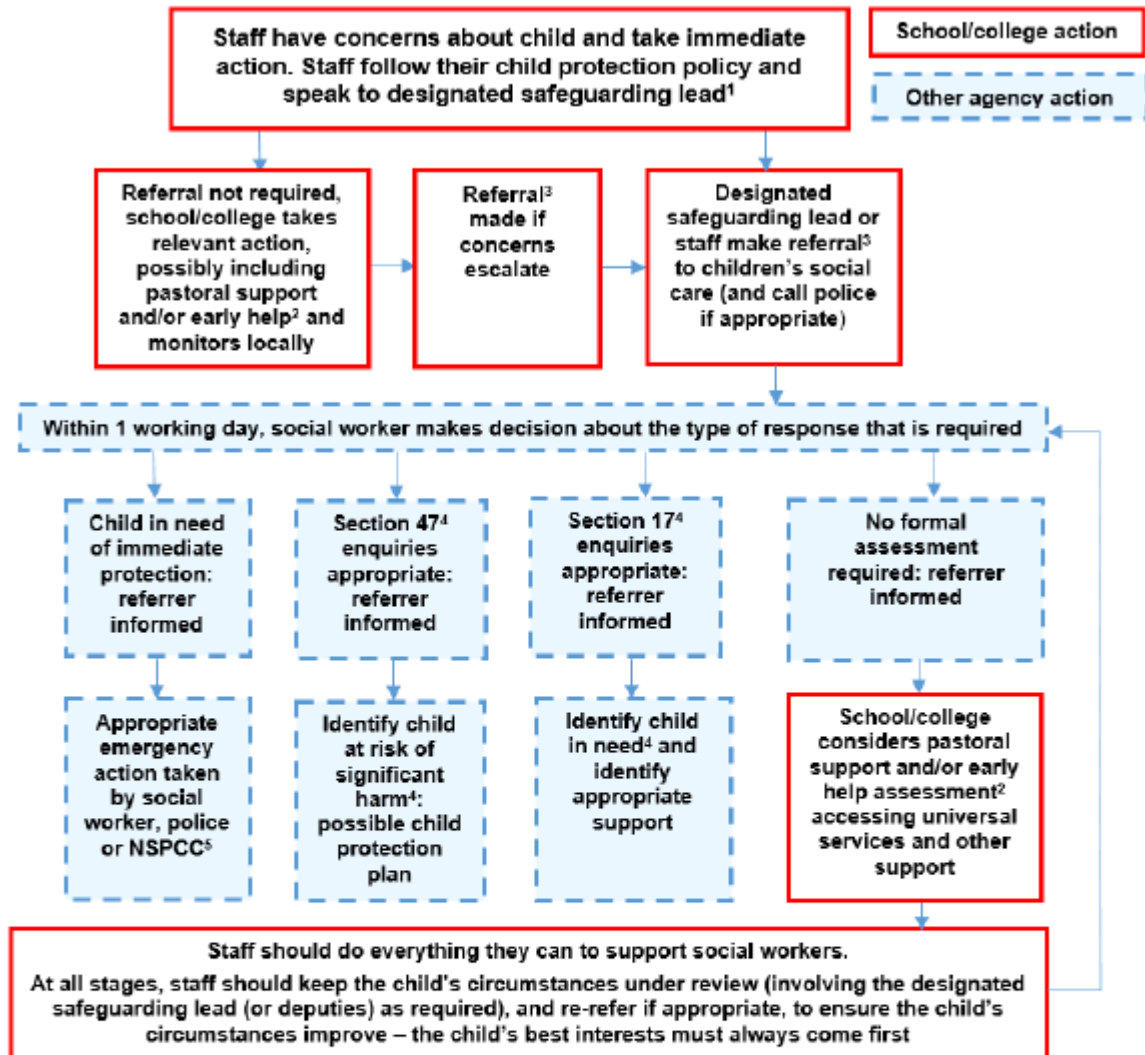 Staff have concerns about child and take immediate
action. Staff follow their child protection policy and
speak to designated safeguarding lead¹
School/college action
Other agency action
Referral not required,
school/college takes
relevant action,
possibly including
pastoral support
and/or early help² and
monitors locally
Referral³
made if
concerns
escalate
Designated
safeguarding lead or
staff make referral³
to children's social
care (and call police
if appropriate)
Within 1 working day, social worker makes decision about the type of response that is required
Child in need
of immediate
protection:
referrer
informed
Section 47⁴
enquiries
appropriate:
referrer
informed
Section 17⁴
enquiries
appropriate:
referrer
informed
No formal
assessment
required: referrer
informed
Appropriate
emergency
action taken
by social
worker, police
or NSPCC⁵
Identify child
at risk of
significant
harm⁴:
possible child
protection
plan
Identify child
in need⁴ and
identify
appropriate
support
School/college
considers pastoral
support and/or early
help assessment²
accessing universal
services and other
support
Staff should do everything they can to support social workers.
At all stages, staff should keep the child's circumstances under review (involving the designated
safeguarding lead (or deputies) as required), and re-refer if appropriate, to ensure the child's
circumstances improve – the child's best interests must always come first